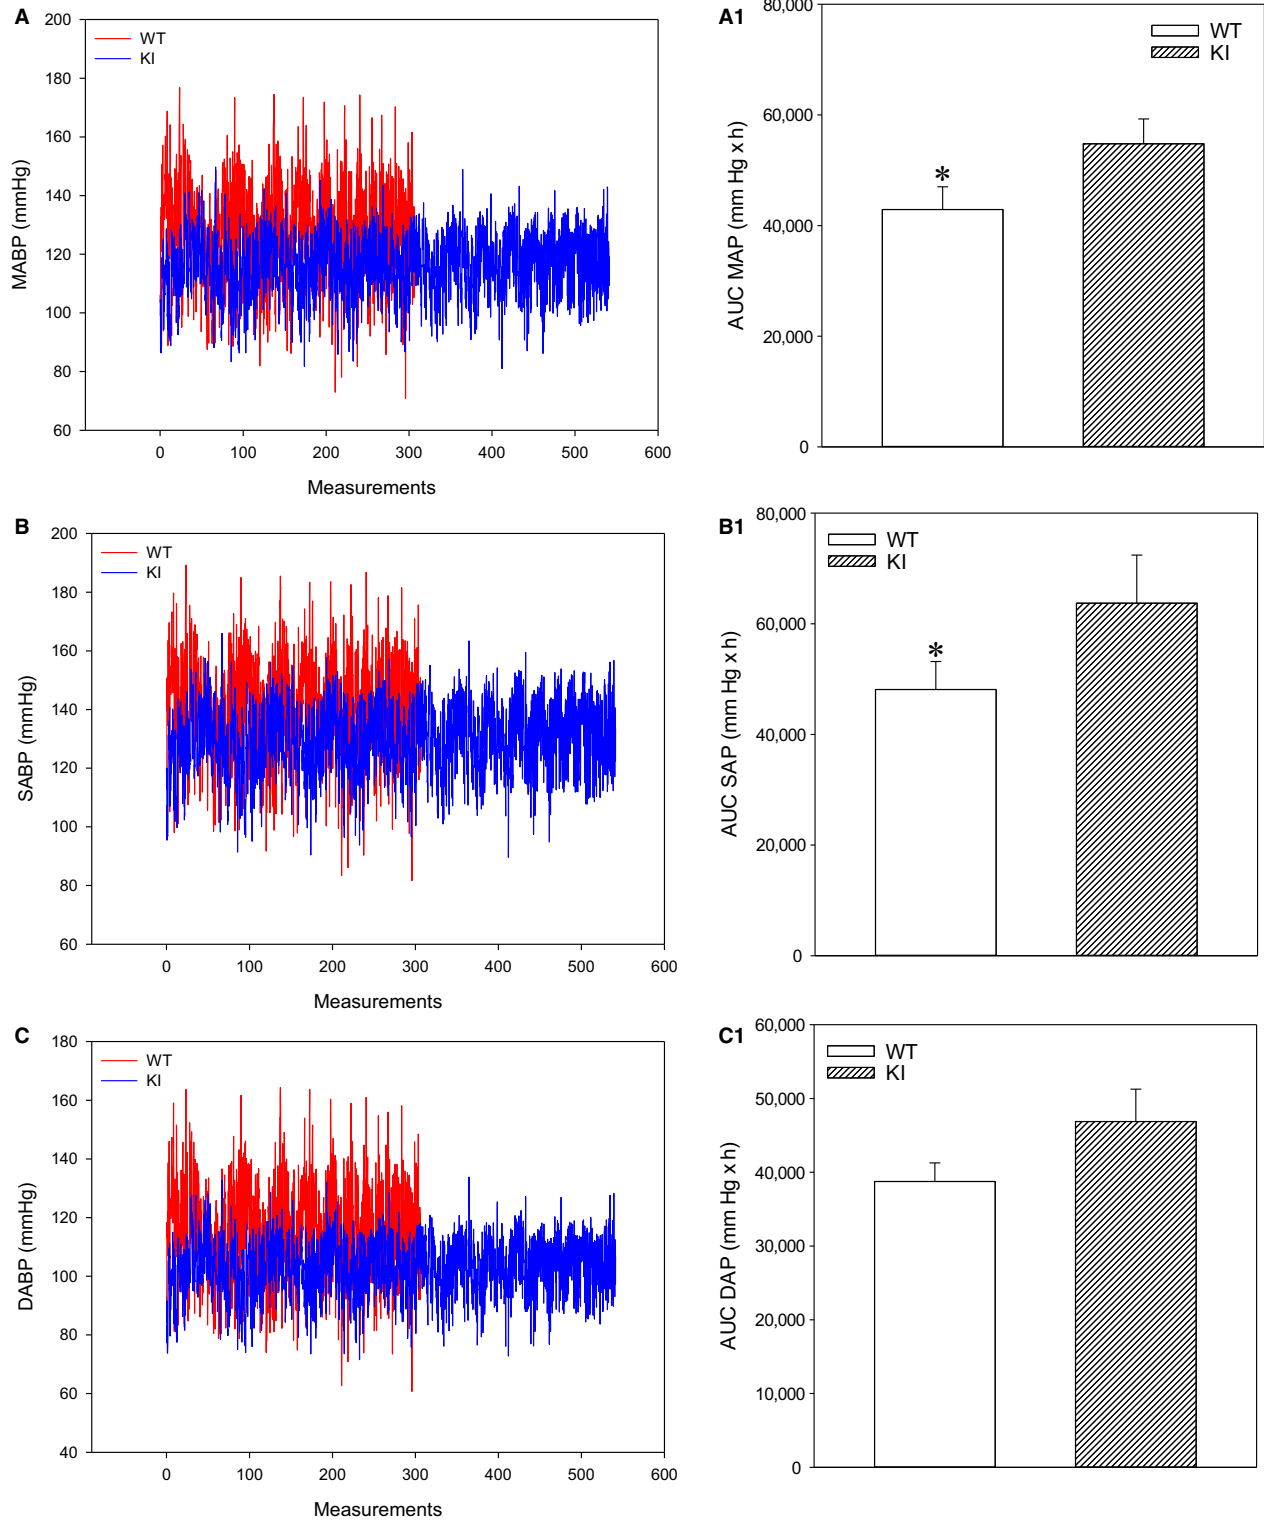 A
200
180
160
140
120
100
80
60
MABP (mmHg)
WT
KI
0 100 200 300 400 500 600
Measurements
A1
80,000
60,000
40,000
20,000
0
AUC MAP (mm Hg x h)
WT
KI
*
B
200
180
160
140
120
100
80
60
SABP (mmHg)
WT
KI
0 100 200 300 400 500 600
Measurements
B1
80,000
60,000
40,000
20,000
0
AUC SAP (mm Hg x h)
WT
KI
*
C
180
160
140
120
100
80
60
40
DABP (mmHg)
WT
KI
0 100 200 300 400 500 600
Measurements
C1
60,000
50,000
40,000
30,000
20,000
10,000
0
AUC DAP (mm Hg x h)
WT
KI